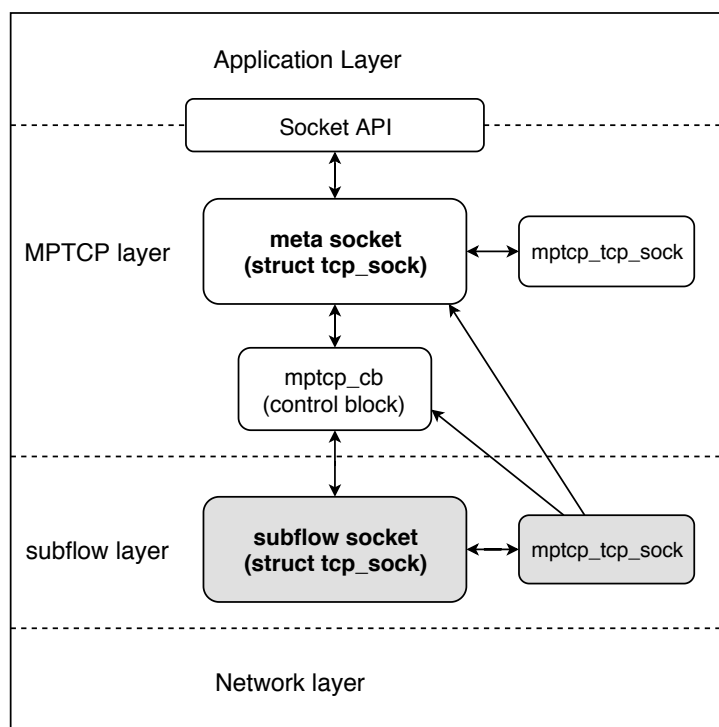 Application Layer
Socket API
MPTCP layer
meta socket
(struct tcp_sock)
mptcp_tcp_sock
mptcp_cb
(control block)
subflow layer
subflow socket
(struct tcp_sock)
mptcp_tcp_sock
Network layer